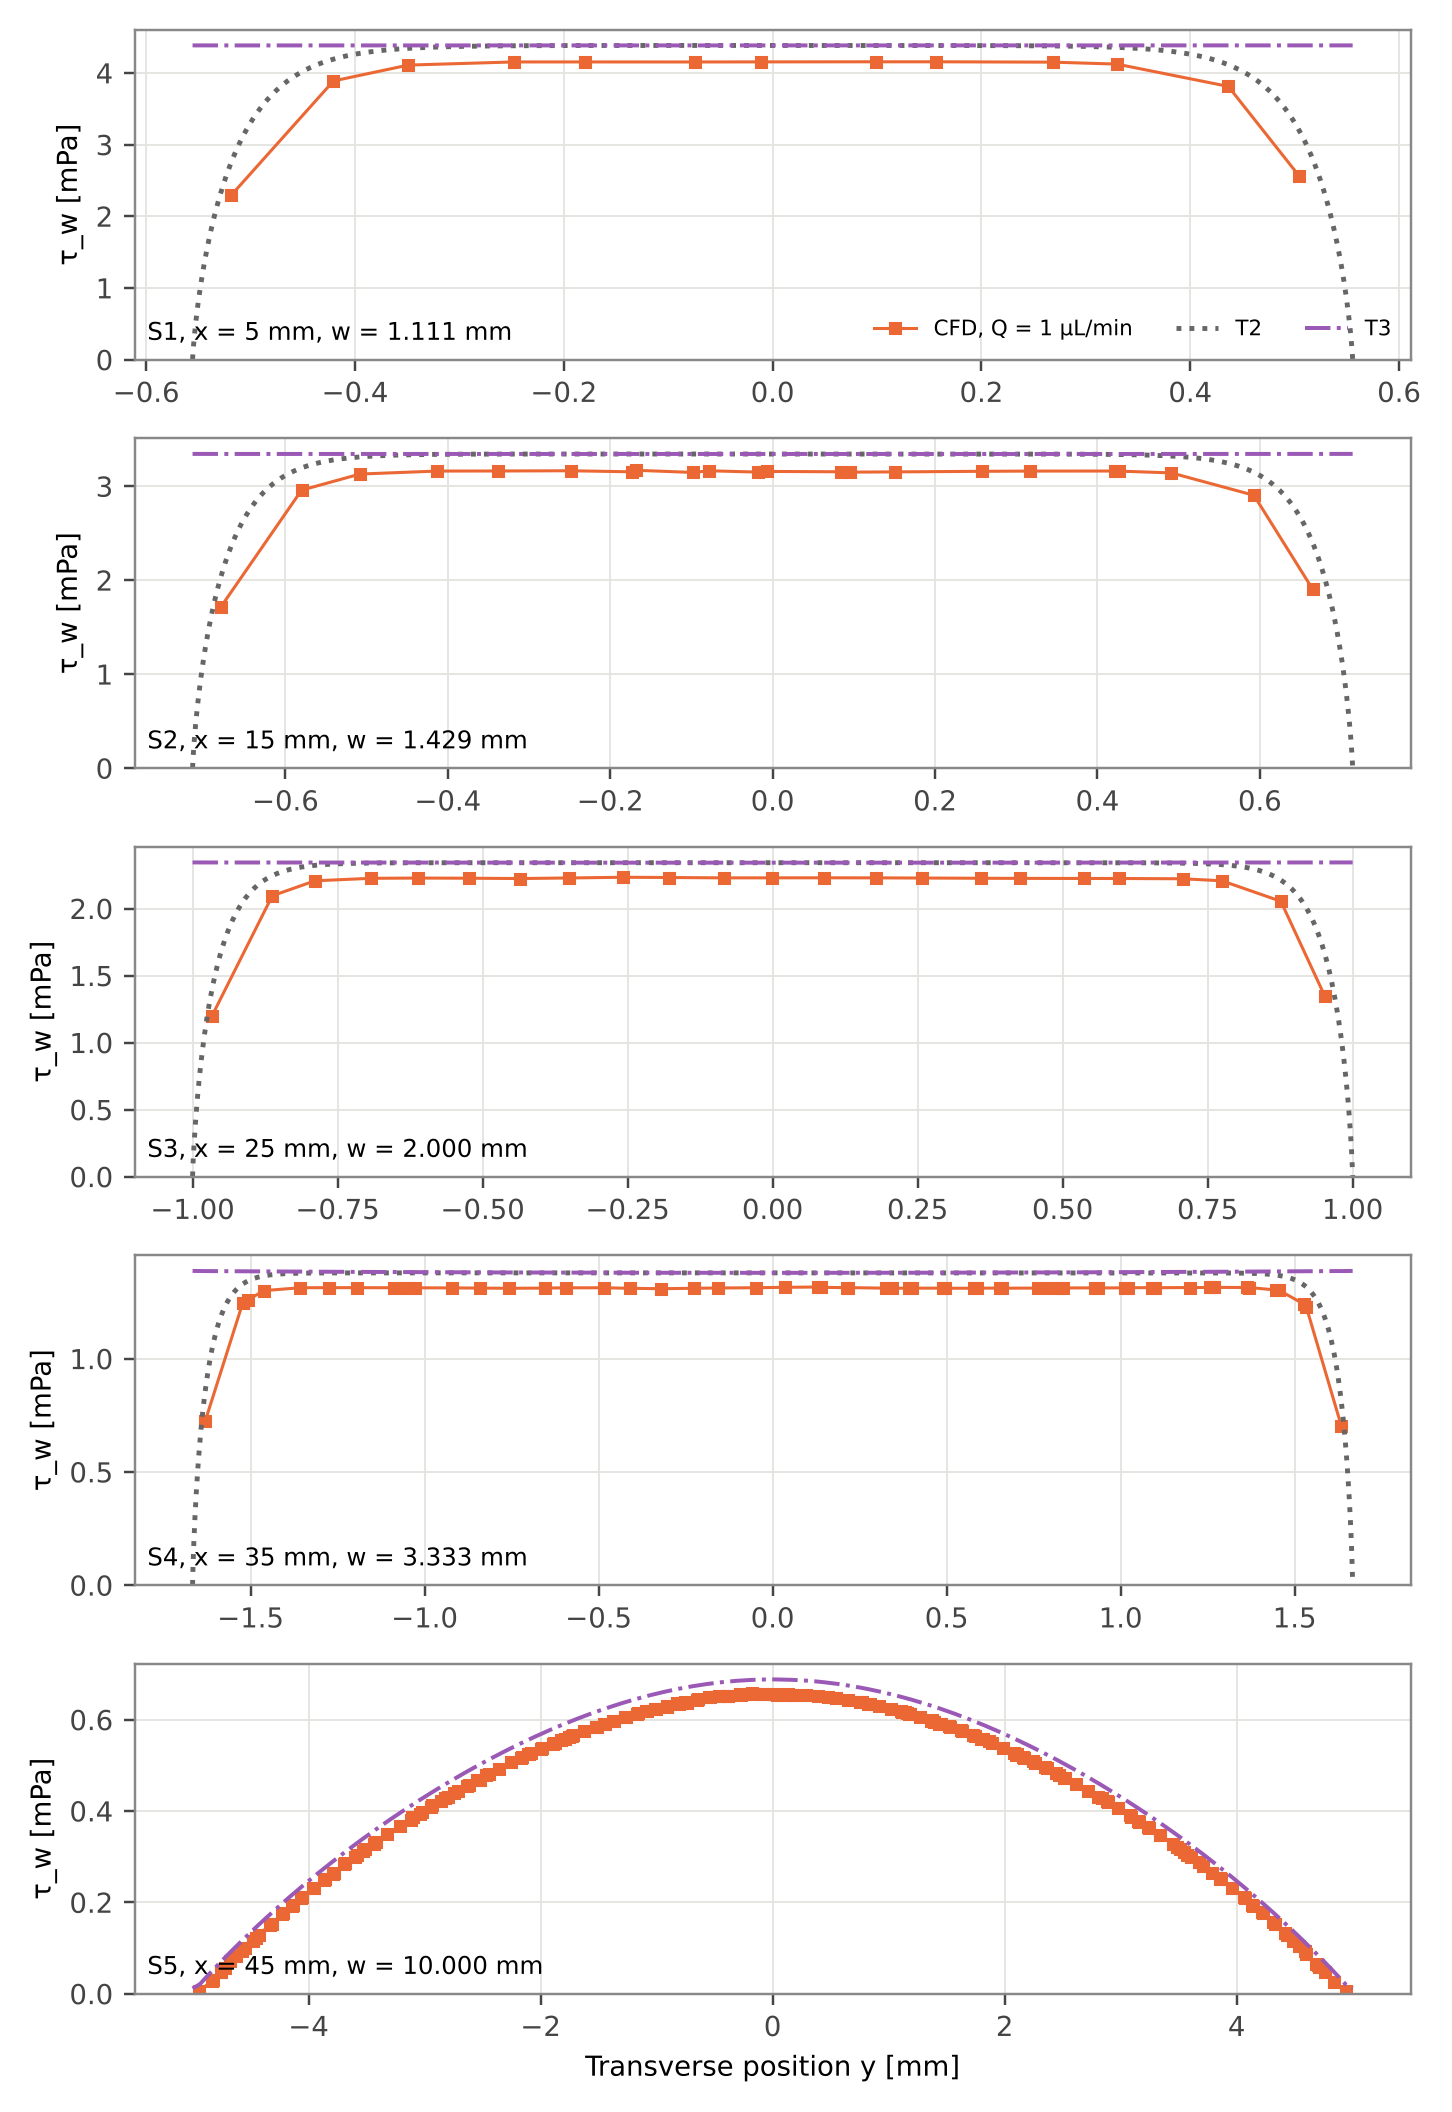 τ_w [mPa]
4
3
2
1
0
S1, x = 5 mm, w = 1.111 mm
CFD, Q = 1 μL/min T2 T3
−0.6 −0.4 −0.2 0.0 0.2 0.4 0.6
τ_w [mPa]
3
2
1
0
S2, x = 15 mm, w = 1.429 mm
−0.6 −0.4 −0.2 0.0 0.2 0.4 0.6
τ_w [mPa]
2.0
1.5
1.0
0.5
0.0
S3, x = 25 mm, w = 2.000 mm
−1.00 −0.75 −0.50 −0.25 0.00 0.25 0.50 0.75 1.00
τ_w [mPa]
1.0
0.5
0.0
S4, x = 35 mm, w = 3.333 mm
−1.5 −1.0 −0.5 0.0 0.5 1.0 1.5
τ_w [mPa]
0.6
0.4
0.2
0.0
S5, x = 45 mm, w = 10.000 mm
−4 −2 0 2 4
Transverse position y [mm]